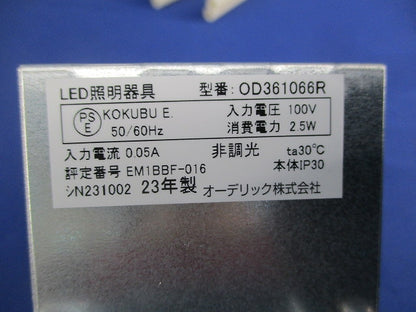 LED照明器具 型番: OD361066R
PS E KOKUBU E. 入力電圧 100V
50/60Hz 消費電力 2.5W
入力電流 0.05A 非調光 ta30℃
評定番号 EM1BBF-016 本体IP30
シN231002 23年製 オーデリック株式会社